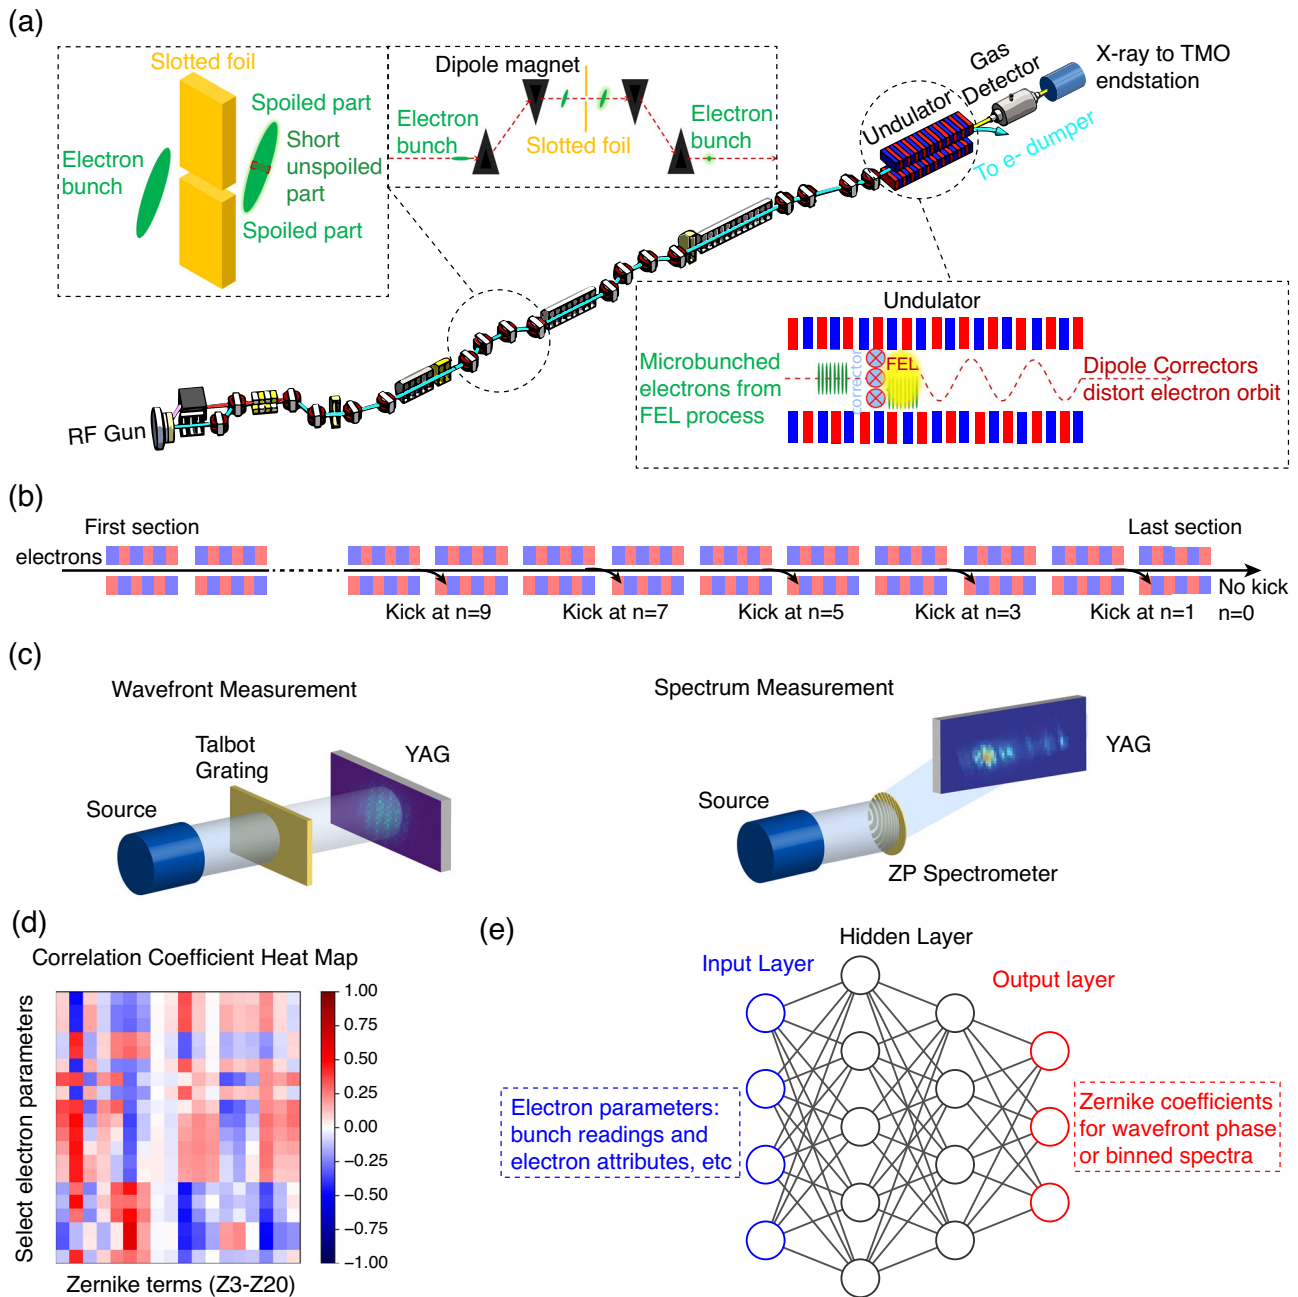 (a)
Slotted foil
Spoiled part
Electron
bunch
Short
unspoiled
part
Spoiled part
Dipole magnet
Electron
bunch
Slotted foil
Electron
bunch
Undulator
Gas
Detector
X-ray to TMO
endstation
To e- dumper
RF Gun
Undulator
Microbunched
electrons from
FEL process
corrector
FEL
Dipole Correctors
distort electron orbit
(b)
First section
Last section
electrons
Kick at n=9
Kick at n=7
Kick at n=5
Kick at n=3
Kick at n=1
No kick
n=0
(c)
Wavefront Measurement
Talbot
Grating
YAG
Source
Spectrum Measurement
YAG
Source
ZP Spectrometer
(d)
Correlation Coefficient Heat Map
Select electron parameters
1.00
0.75
0.50
0.25
0.00
−0.25
−0.50
−0.75
−1.00
Zernike terms (Z3-Z20)
(e)
Hidden Layer
Input Layer
Output layer
Electron parameters:
bunch readings and
electron attributes, etc
Zernike coefficients
for wavefront phase
or binned spectra